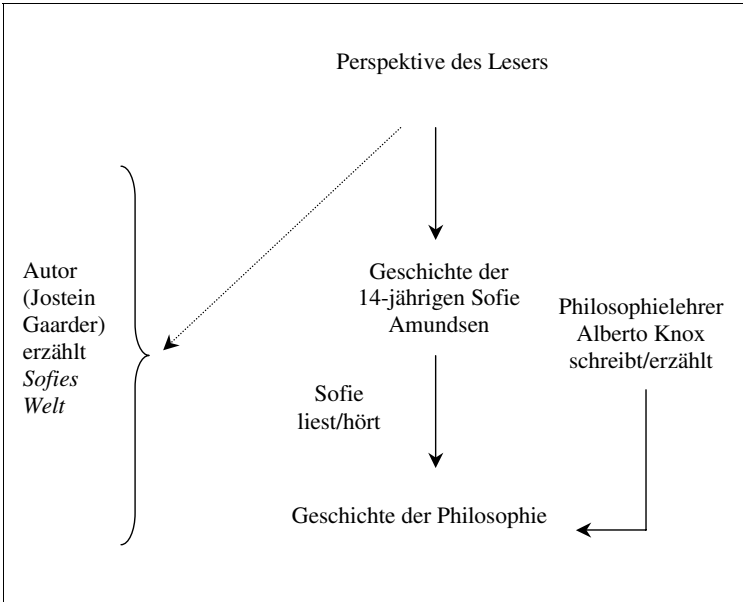 Perspektive des Lesers
Autor
(Jostein
Gaarder)
erzählt
Sofies
Welt
Geschichte der
14-jährigen Sofie
Amundsen
Philosophielehrer
Alberto Knox
schreibt/erzählt
Sofie
liest/hört
Geschichte der Philosophie